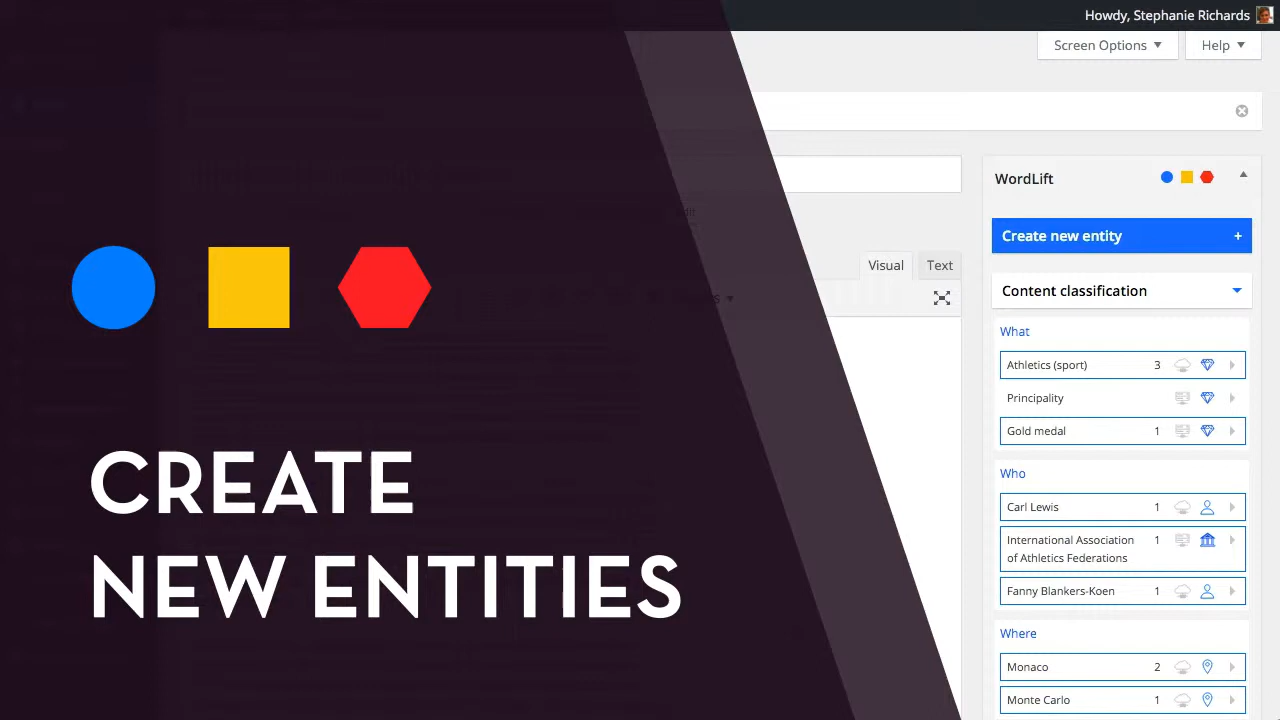 Howdy, Stephanie Richards
Screen Options
Help
WordLift
Create new entity +
Visual
Text
Content classification
What
Athletics (sport) 3
Principality
Gold medal 1
Who
Carl Lewis 1
International Association 1
of Athletics Federations
Fanny Blankers-Koen 1
Where
Monaco 2
Monte Carlo 1
CREATE
NEW ENTITIES